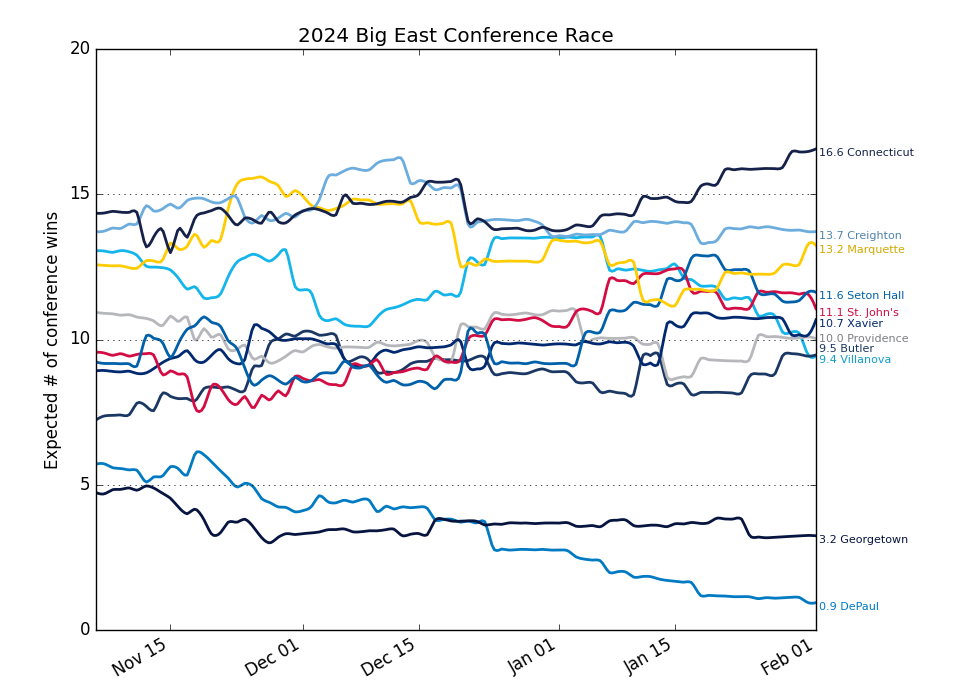 2024 Big East Conference Race
Expected # of conference wins
20
15
10
5
0
16.6 Connecticut
13.7 Creighton
13.2 Marquette
11.6 Seton Hall
11.1 St. John's
10.7 Xavier
10.0 Providence
9.5 Butler
9.4 Villanova
3.2 Georgetown
0.9 DePaul
Nov 15
Dec 01
Dec 15
Jan 01
Jan 15
Feb 01